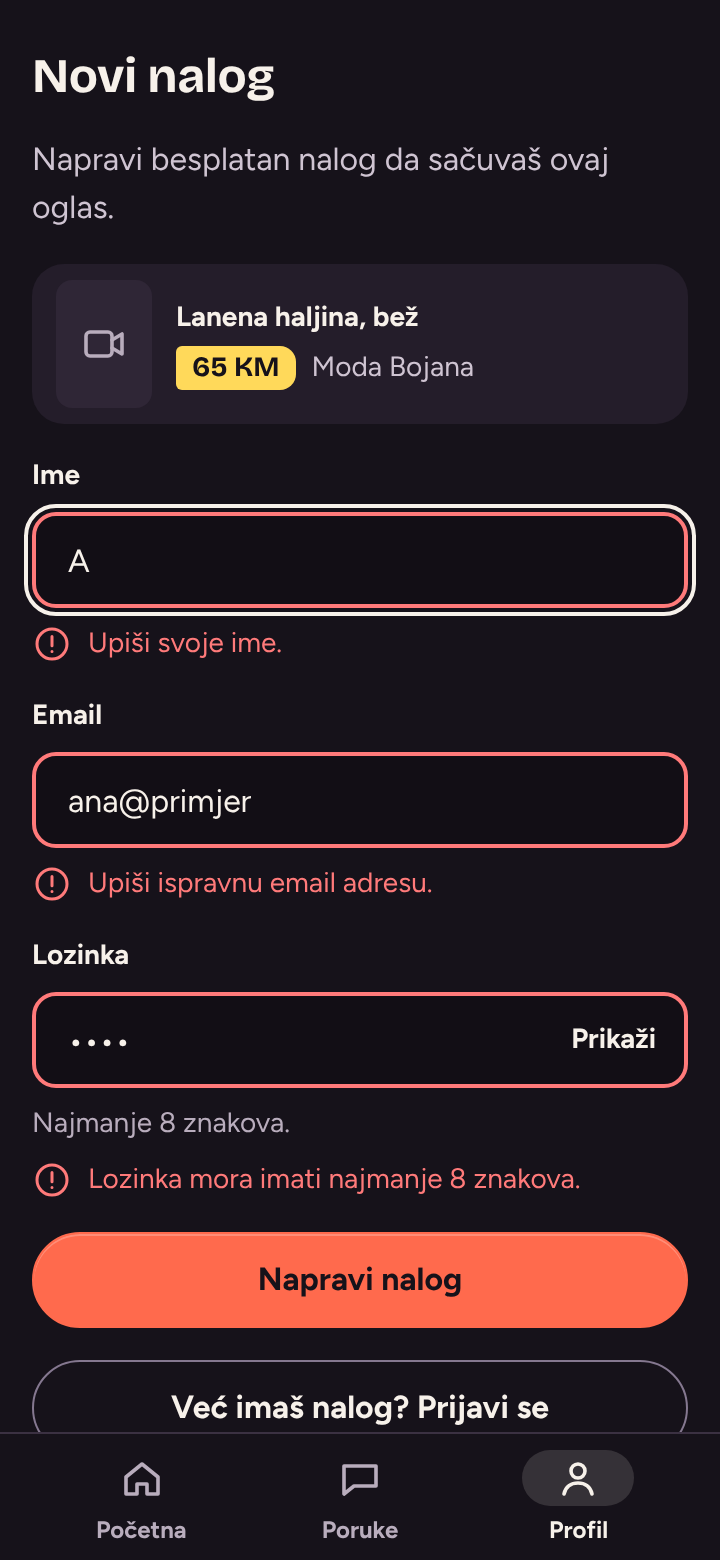 Novi nalog
Napravi besplatan nalog da sačuvaš ovaj
oglas.
Lanena haljina, bež
65 KM Moda Bojana
Ime
A
Upiši svoje ime.
Email
ana@primjer
Upiši ispravnu email adresu.
Lozinka
•••• Prikaži
Najmanje 8 znakova.
Lozinka mora imati najmanje 8 znakova.
Napravi nalog
Već imaš nalog? Prijavi se
Početna Poruke Profil